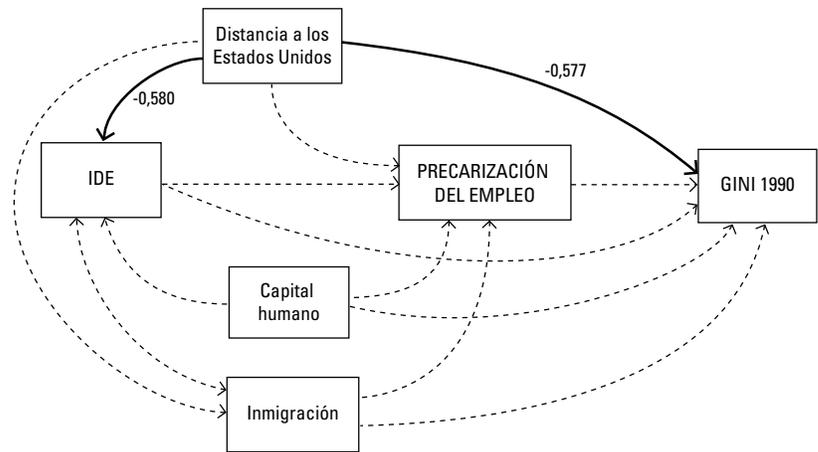 Distancia a los
Estados Unidos
-0,577
-0,580
IDE
PRECARIZACIÓN
DEL EMPLEO
GINI 1990
Capital
humano
Inmigración